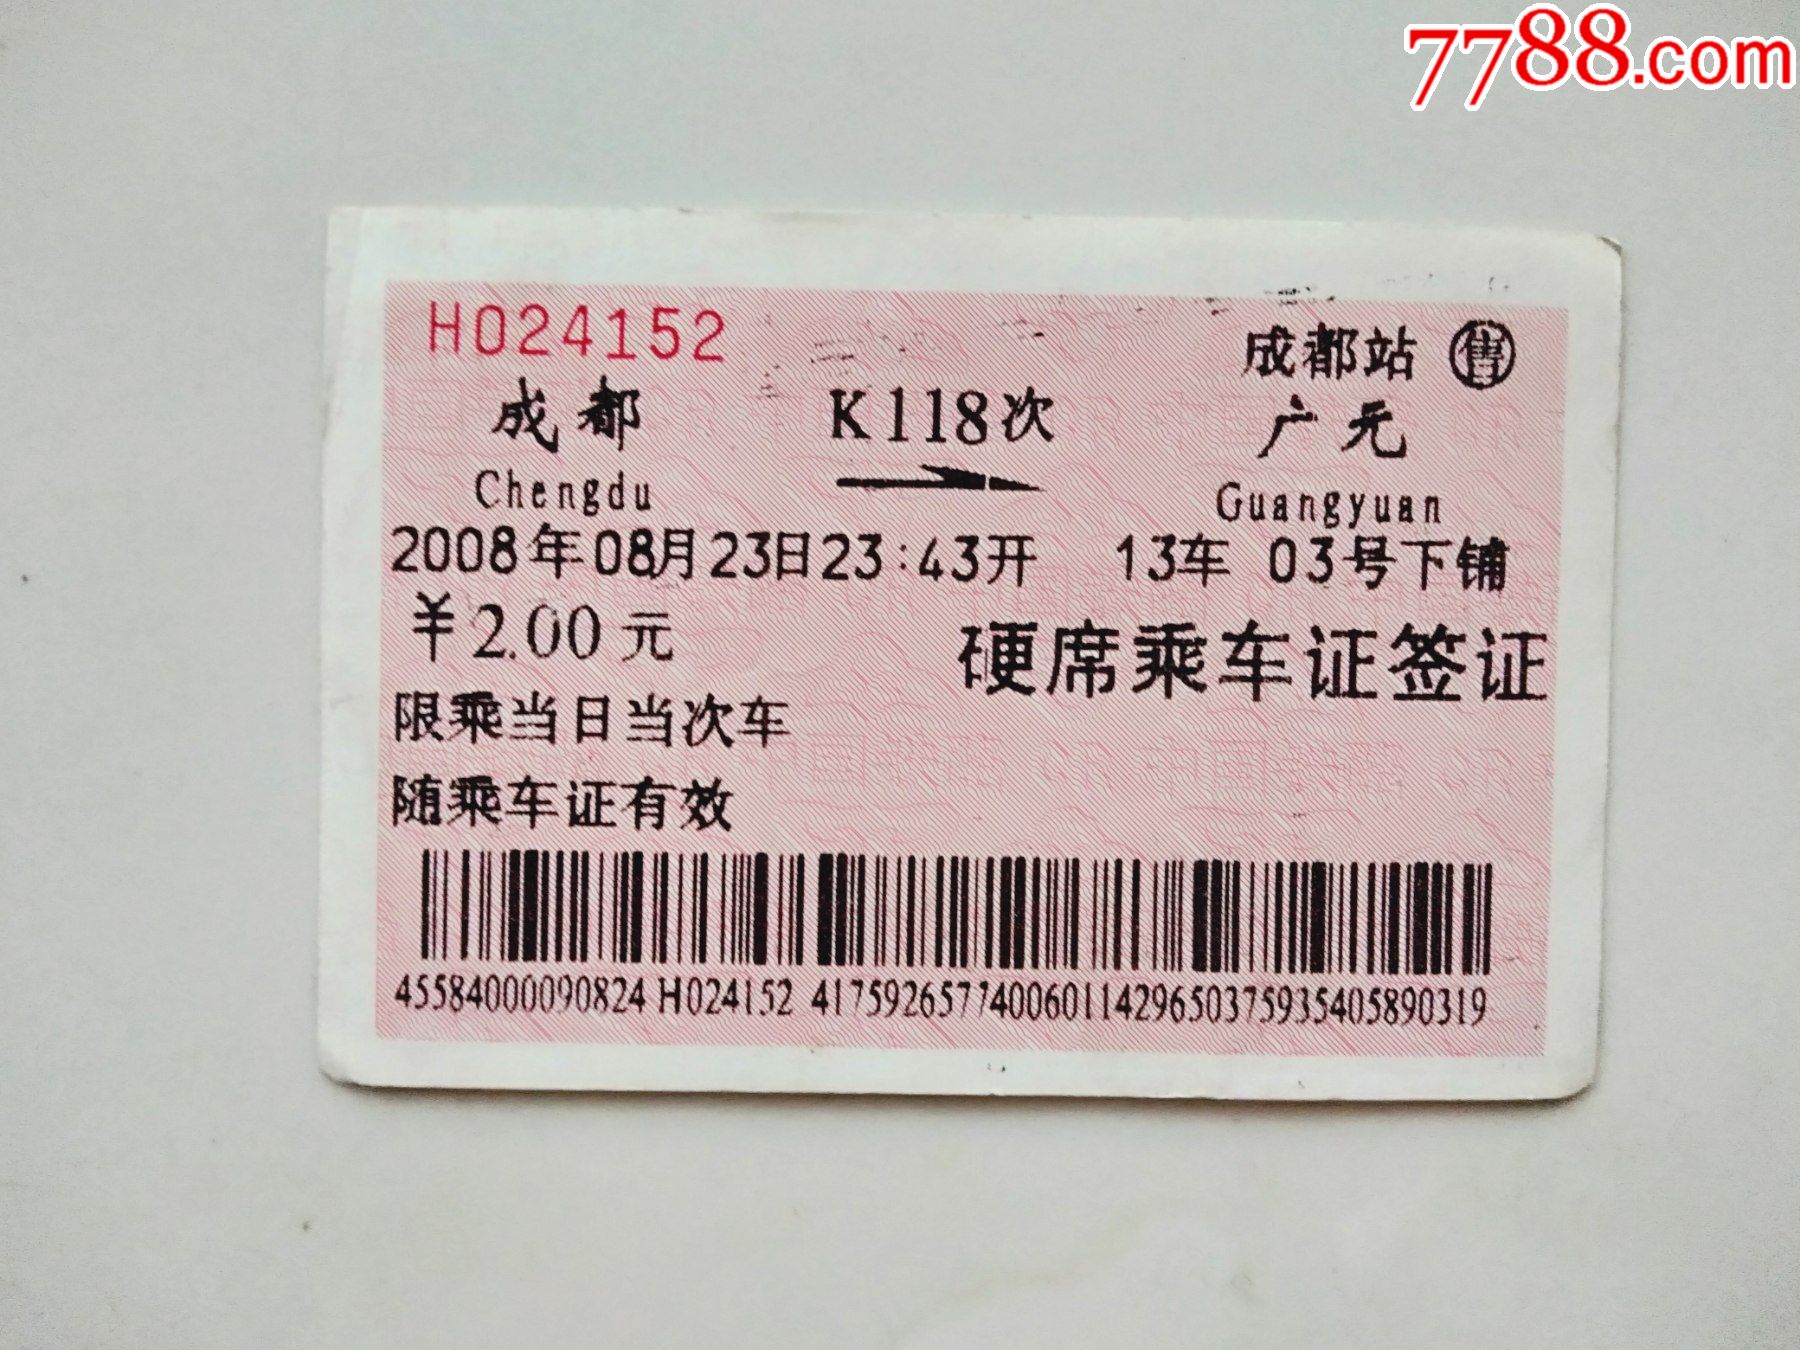 7788.com
H024152
成都站 售
成都 K118次 广元
Chengdu Guangyuan
2008年08月23日23:43开 13车 03号下铺
¥2.00元
硬席乘车证签证
限乘当日当次车
随乘车证有效
45584000090824 H024152 41759265774006011429650375935405890319